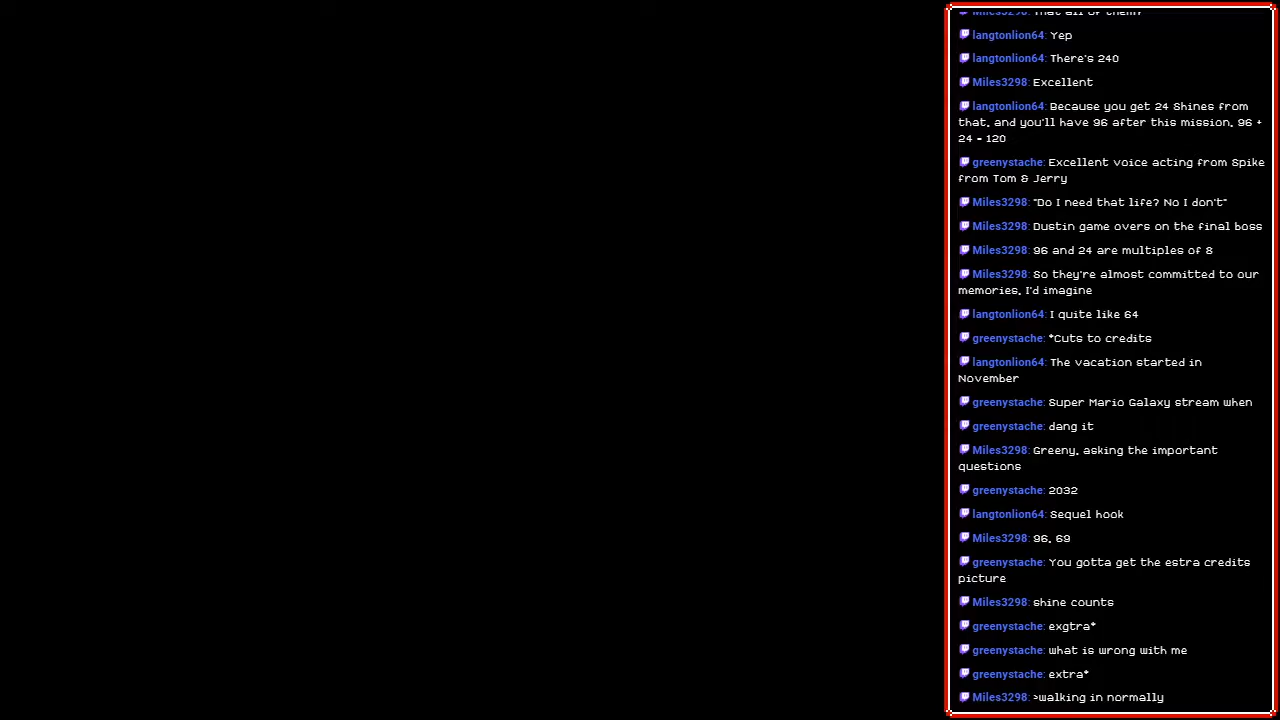 Miles3298: That all of them?
langtonlion64: Yep
langtonlion64: There's 240
Miles3298: Excellent
langtonlion64: Because you get 24 Shines from
that, and you'll have 96 after this mission. 96 +
24 = 120
greenystache: Excellent voice acting from Spike
from Tom & Jerry
Miles3298: "Do I need that life? No I don't"
Miles3298: Dustin game overs on the final boss
Miles3298: 96 and 24 are multiples of 8
Miles3298: So they're almost committed to our
memories, I'd imagine
langtonlion64: I quite like 64
greenystache: *Cuts to credits
langtonlion64: The vacation started in
November
greenystache: Super Mario Galaxy stream when
greenystache: dang it
Miles3298: Greeny, asking the important
questions
greenystache: 2032
langtonlion64: Sequel hook
Miles3298: 96, 69
greenystache: You gotta get the estra credits
picture
Miles3298: shine counts
greenystache: exgtra*
greenystache: what is wrong with me
greenystache: extra*
Miles3298: >walking in normally